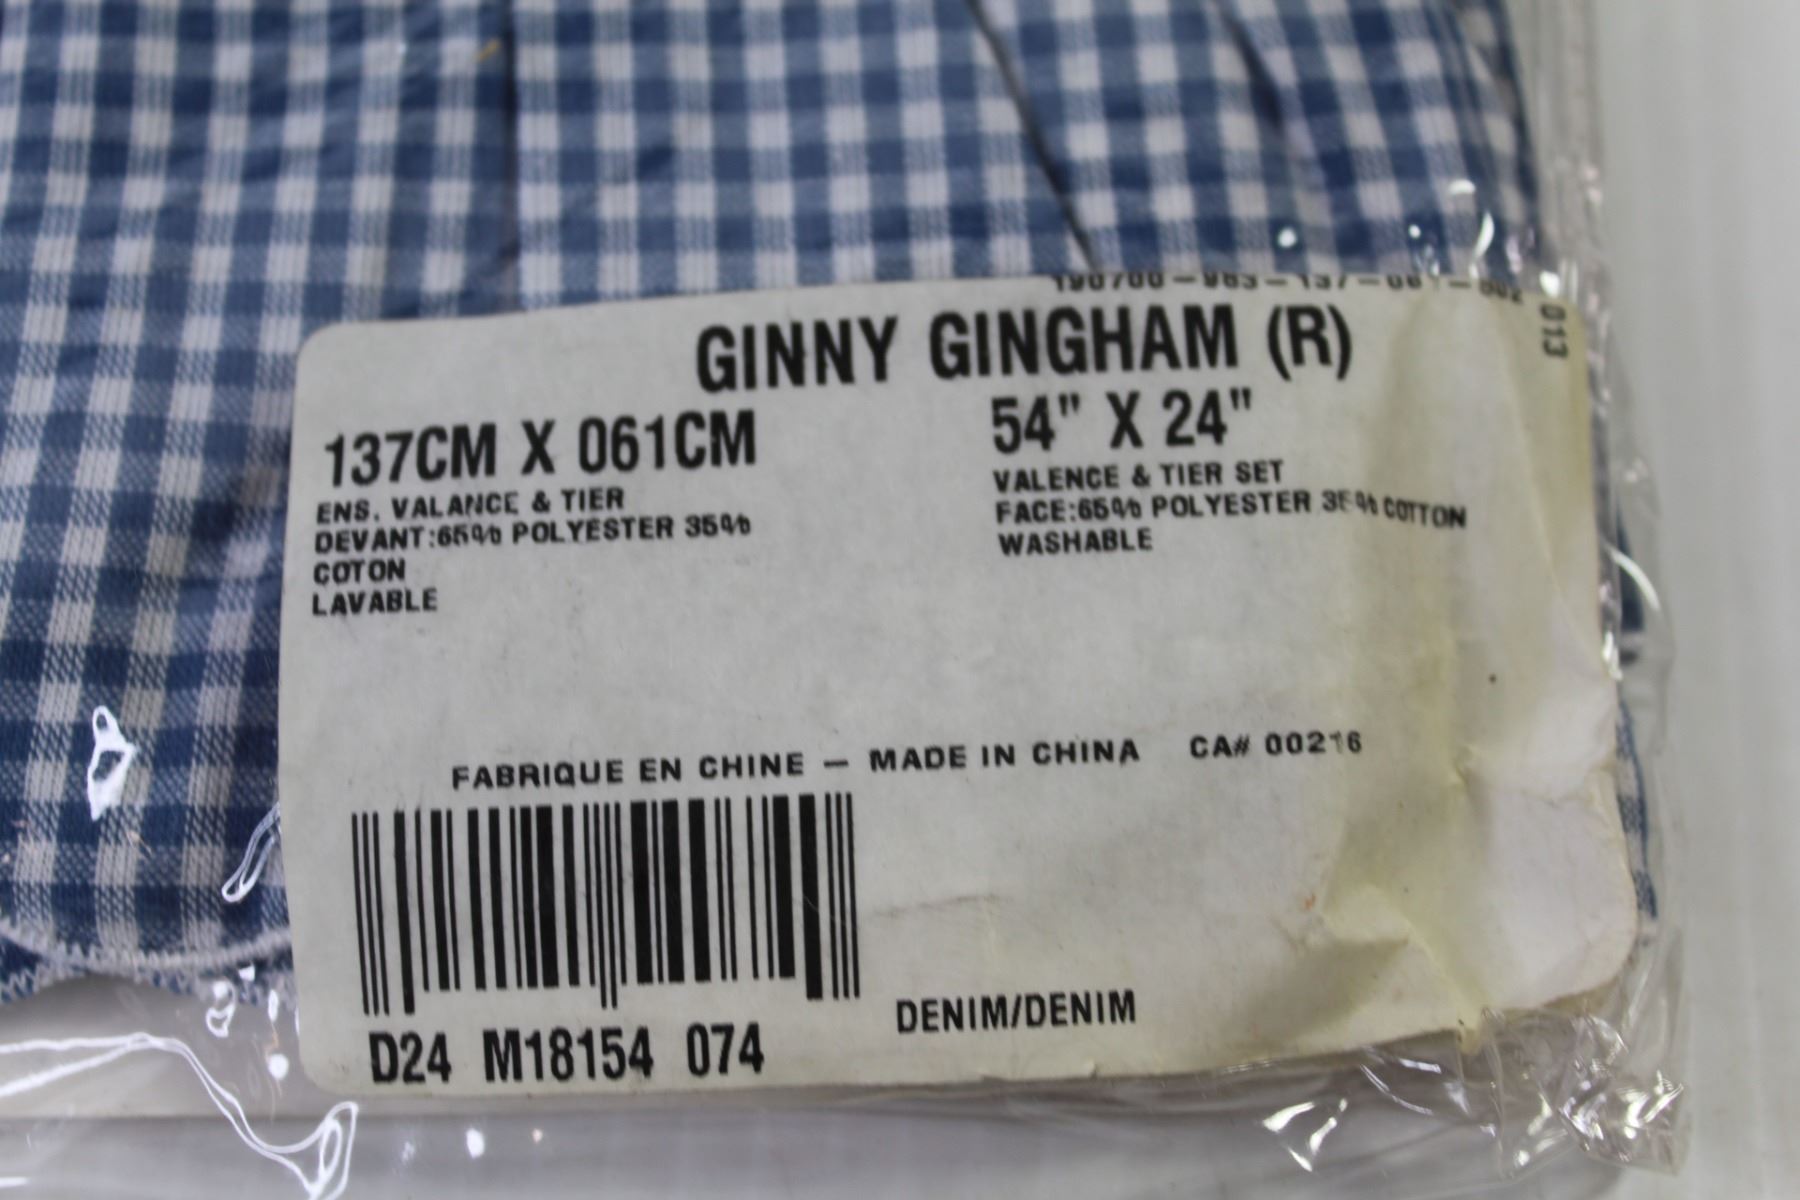 013
GINNY GINGHAM (R)
137CM X 061CM
54" X 24"
ENS. VALANCE & TIER
DEVANT:65% POLYESTER 35%
COTON
LAVABLE
VALENCE & TIER SET
FACE:65% POLYESTER 35% COTTON
WASHABLE
FABRIQUE EN CHINE — MADE IN CHINA CA# 00216
D24 M18154 074
DENIM/DENIM